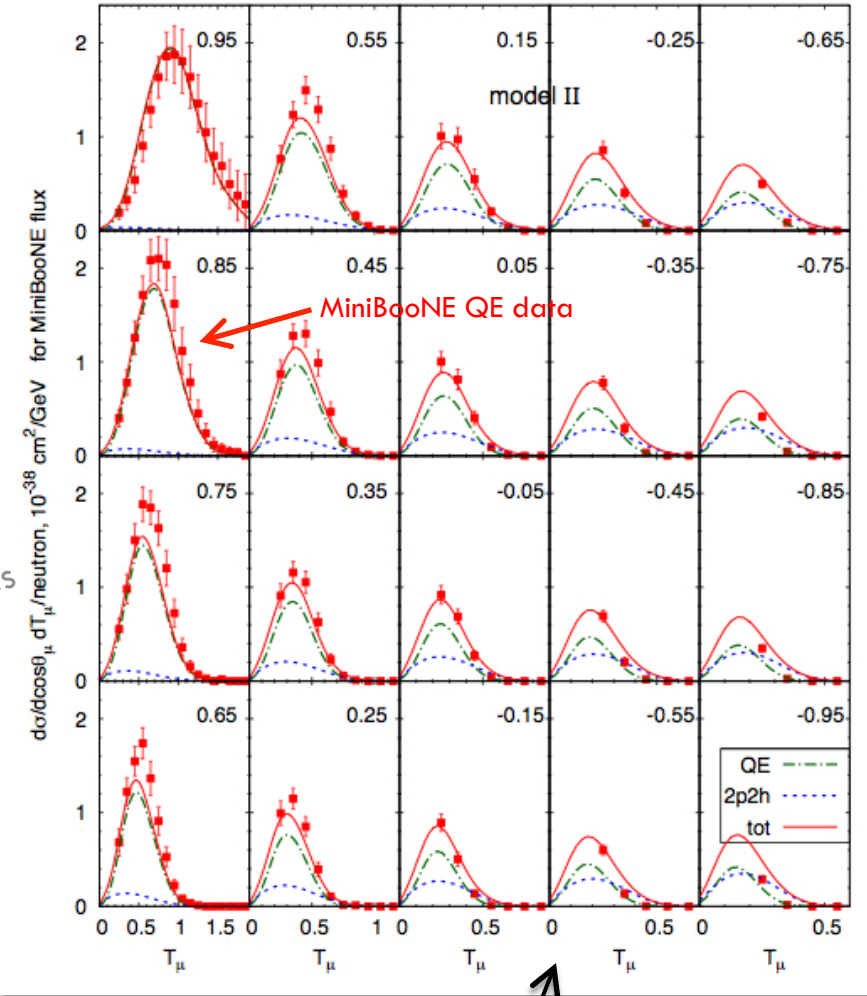 2 0.95 0.55 0.15 -0.25 -0.65
model II
1
0
2 0.85 0.45 0.05 -0.35 -0.75
MiniBooNE QE data
1
0
2 0.75 0.35 -0.05 -0.45 -0.85
1
0
2 0.65 0.25 -0.15 -0.55 -0.95
QE
2p2h
1 tot
0
0 0.5 1 1.5 0 0.5 1 0 0.5 0 0.5 0 0.5
Tμ Tμ Tμ Tμ Tμ
dσ/dcosθμ dTμ/neutron, 10⁻³⁸ cm²/GeV for MiniBooNE flux